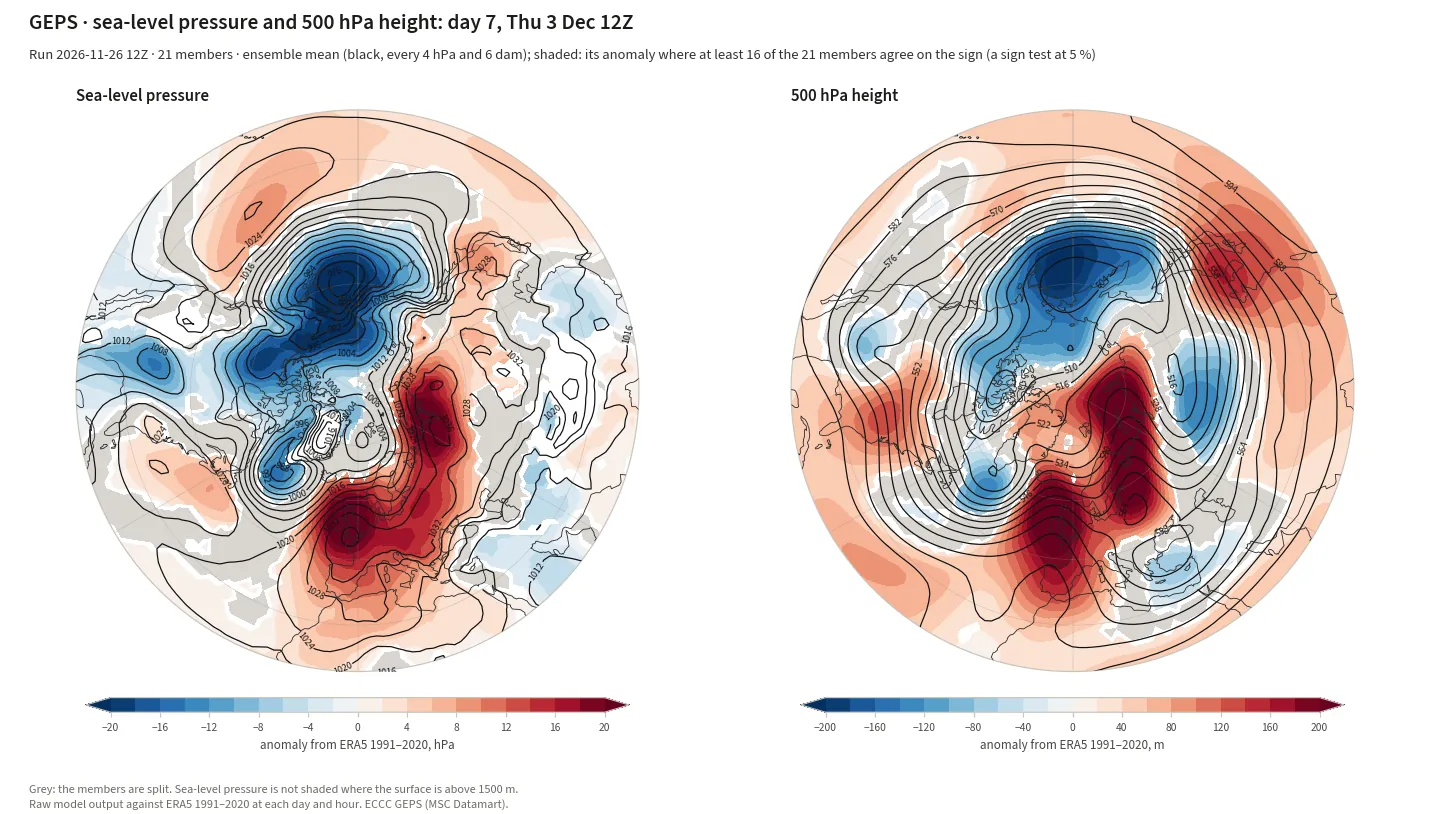 GEPS · sea-level pressure and 500 hPa height: day 7, Thu 3 Dec 12Z
Run 2026-11-26 12Z · 21 members · ensemble mean (black, every 4 hPa and 6 dam); shaded: its anomaly where at least 16 of the 21 members agree on the sign (a sign test at 5 %)
Sea-level pressure
500 hPa height
−20 −16 −12 −8 −4 0 4 8 12 16 20
anomaly from ERA5 1991–2020, hPa
−200 −160 −120 −80 −40 0 40 80 120 160 200
anomaly from ERA5 1991–2020, m
Grey: the members are split. Sea-level pressure is not shaded where the surface is above 1500 m.
Raw model output against ERA5 1991–2020 at each day and hour. ECCC GEPS (MSC Datamart).